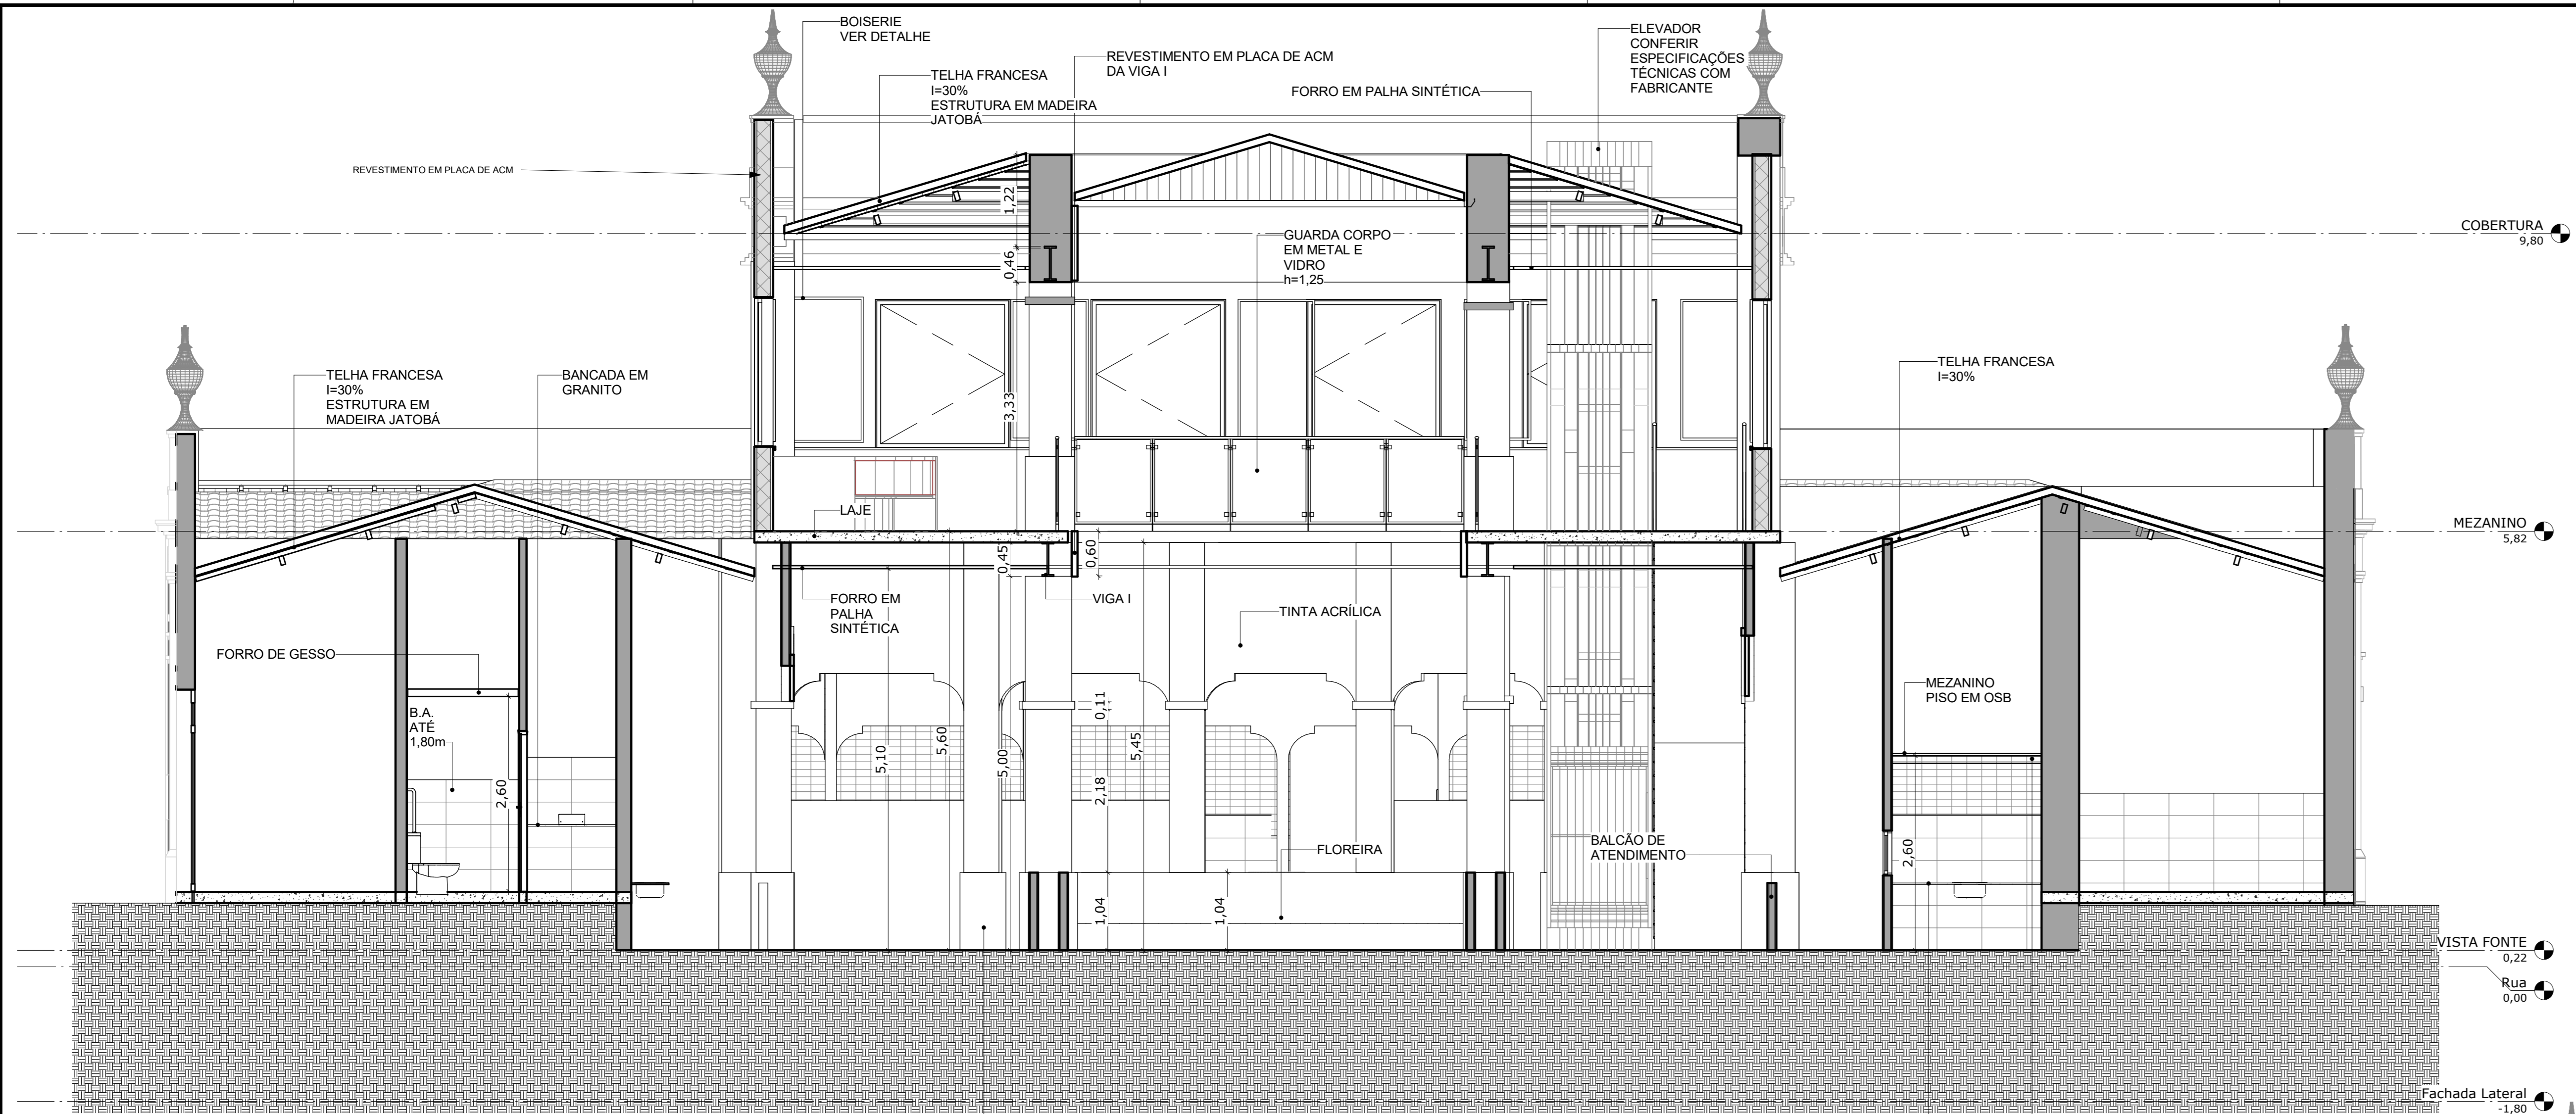 BOISERIE
VER DETALHE
ELEVADOR
CONFERIR
ESPECIFICAÇÕES
TÉCNICAS COM
FABRICANTE
REVESTIMENTO EM PLACA DE ACM
DA VIGA I
TELHA FRANCESA
I=30%
ESTRUTURA EM MADEIRA
JATOBÁ
FORRO EM PALHA SINTÉTICA
REVESTIMENTO EM PLACA DE ACM
1,22
COBERTURA
9,80
GUARDA CORPO
EM METAL E
VIDRO
h=1,25
0,46
TELHA FRANCESA
I=30%
ESTRUTURA EM
MADEIRA JATOBÁ
BANCADA EM
GRANITO
3,33
TELHA FRANCESA
I=30%
LAJE
MEZANINO
5,82
0,45
0,60
FORRO EM
PALHA
SINTÉTICA
VIGA I
TINTA ACRÍLICA
FORRO DE GESSO
MEZANINO
PISO EM OSB
B.A.
ATÉ
1,80m
0,11
5,10
5,60
5,00
5,45
2,60
2,18
BALCÃO DE
ATENDIMENTO
FLOREIRA
2,60
1,04
1,04
VISTA FONTE
0,22
Rua
0,00
Fachada Lateral
-1,80